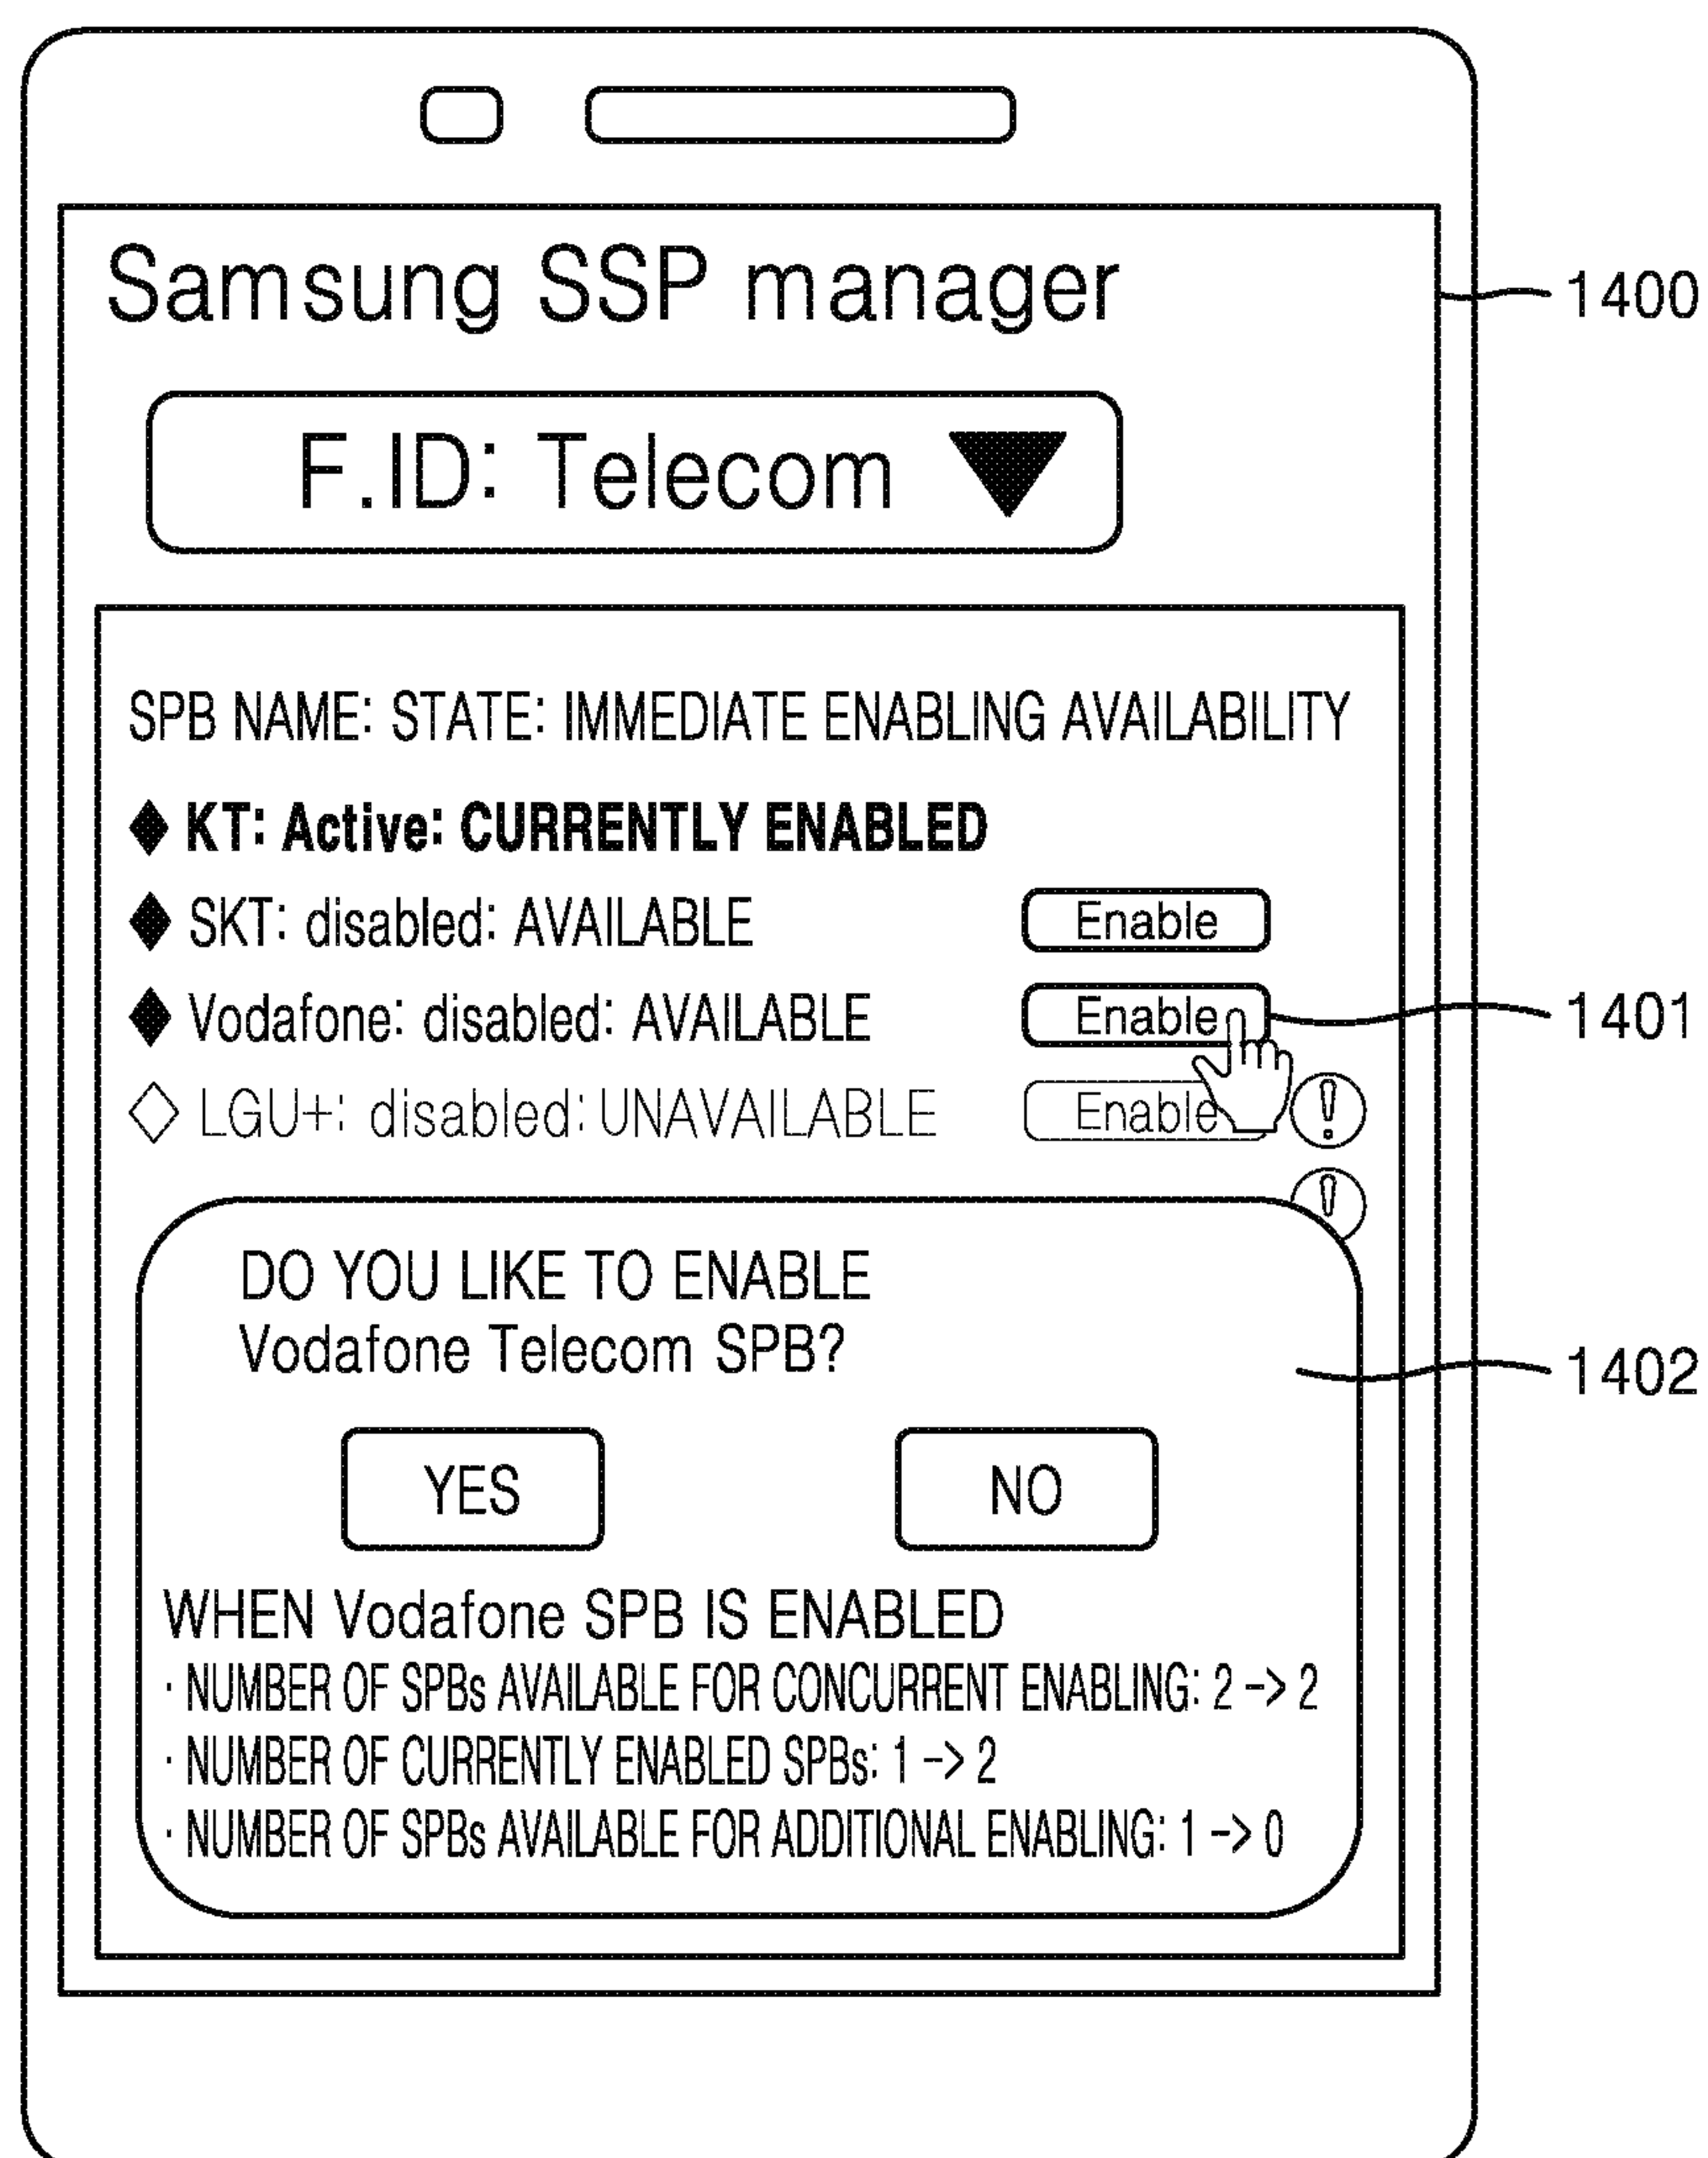 Samsung SSP manager
1400
F.ID: Telecom
SPB NAME: STATE: IMMEDIATE ENABLING AVAILABILITY
KT: Active: CURRENTLY ENABLED
SKT: disabled: AVAILABLE Enable
Vodafone: disabled: AVAILABLE Enable
1401
LGU+: disabled: UNAVAILABLE Enable !
!
DO YOU LIKE TO ENABLE
Vodafone Telecom SPB?
1402
YES NO
WHEN Vodafone SPB IS ENABLED
· NUMBER OF SPBs AVAILABLE FOR CONCURRENT ENABLING: 2 -> 2
· NUMBER OF CURRENTLY ENABLED SPBs: 1 -> 2
· NUMBER OF SPBs AVAILABLE FOR ADDITIONAL ENABLING: 1 -> 0